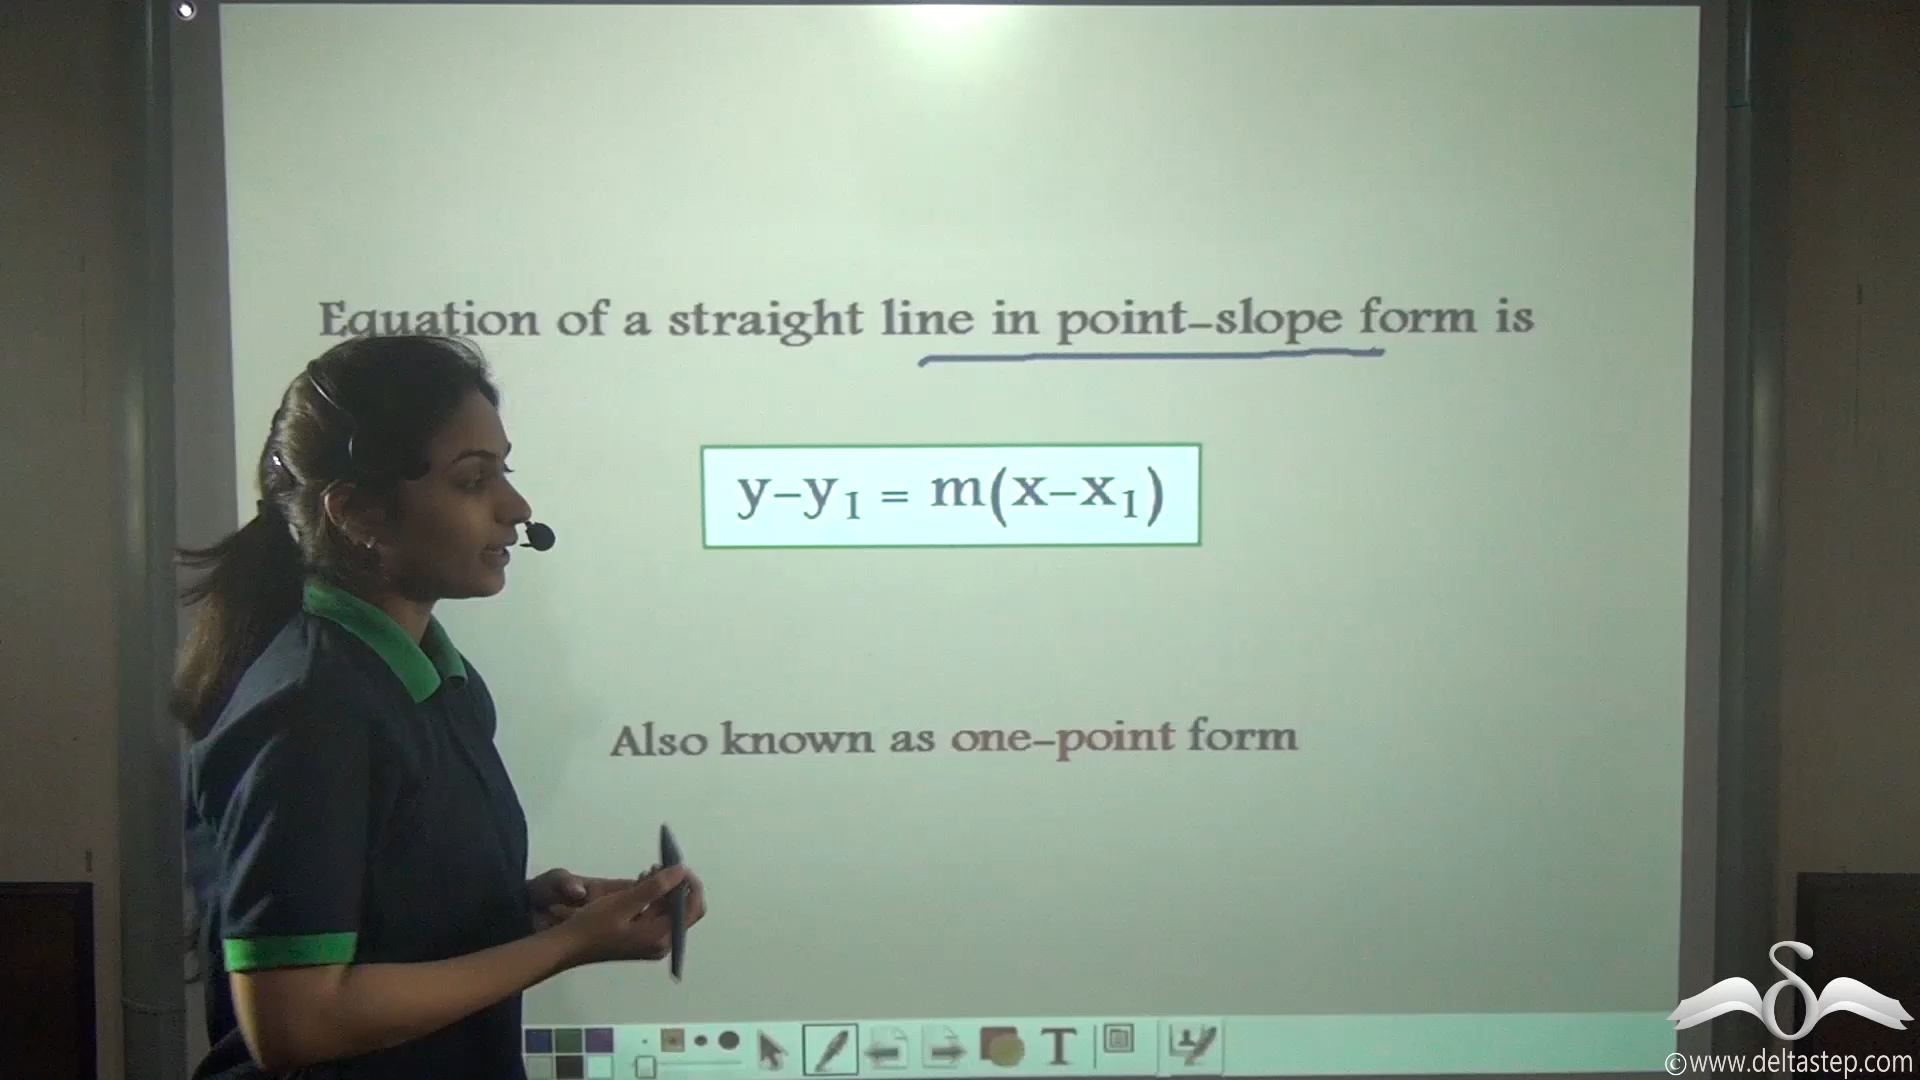 Equation of a straight line in point-slope form is
y-y₁ = m(x-x₁)
Also known as one-point form
T
©www.deltastep.com